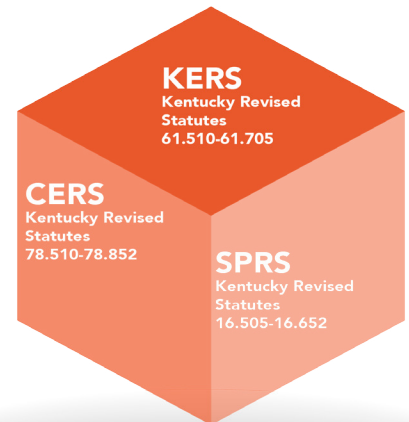 KERS
Kentucky Revised
Statutes
61.510-61.705
CERS
Kentucky Revised
Statutes
78.510-78.852
SPRS
Kentucky Revised
Statutes
16.505-16.652